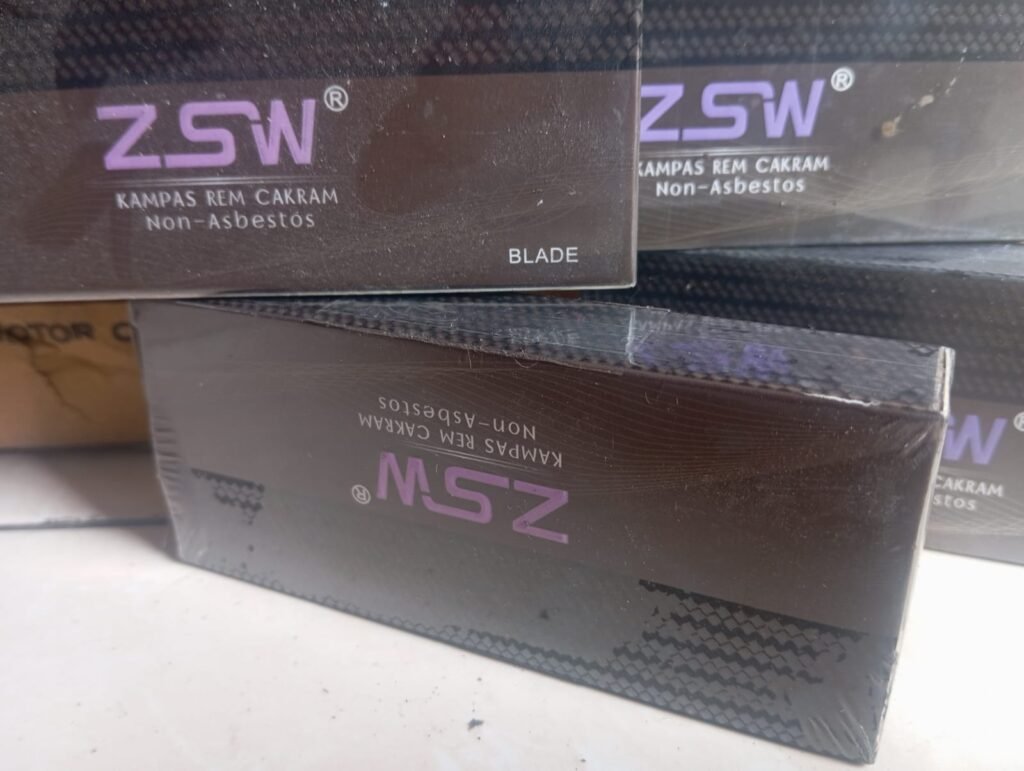 ZSW®
KAMPAS REM CAKRAM
Non-Asbestos
BLADE
ZSW®
KAMPAS REM CAKRAM
Non-Asbestos
OTOR C
ZSW®
KAMPAS REM CAKRAM
Non-Asbestos
W®
CAKRAM
stos